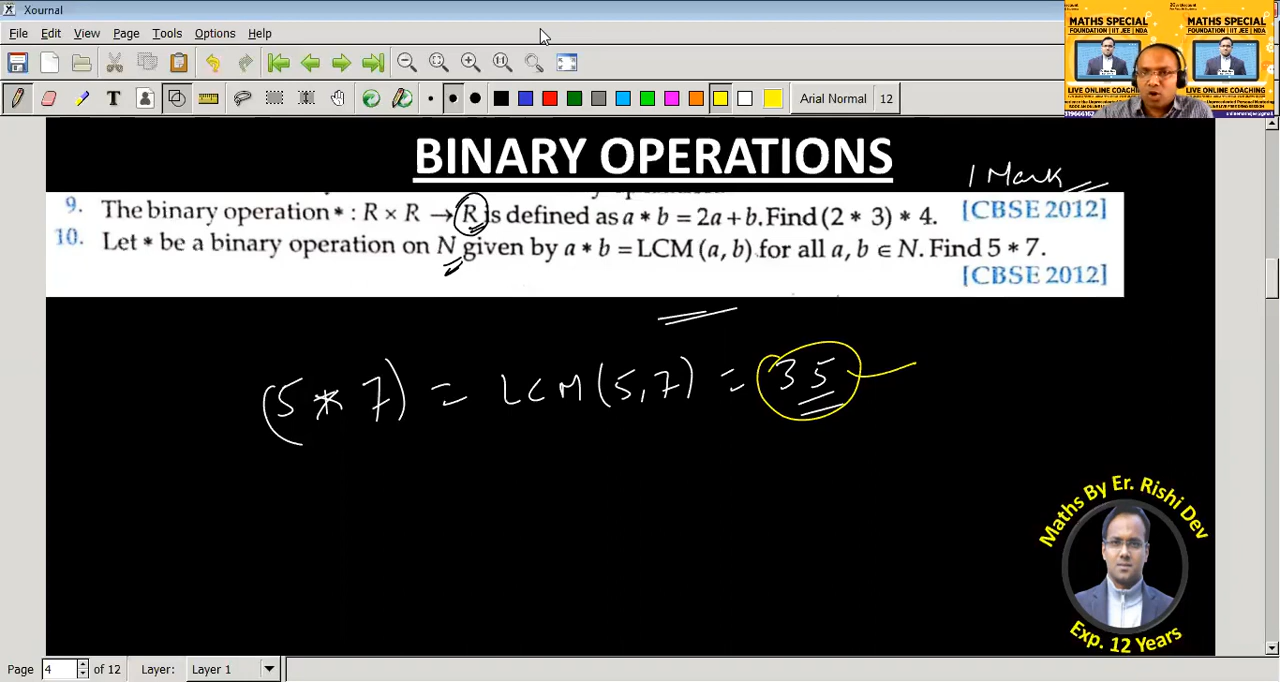 Xournal
File Edit View Page Tools Options Help
Arial Normal 12
MATHS SPECIAL
FOUNDATION | IIT JEE | NDA
LIVE ONLINE COACHING
MATHS SPECIAL
FOUNDATION | IIT JEE | NDA
LIVE ONLINE COACHING
BINARY OPERATIONS
1 Mark
9. The binary operation * : R × R → R is defined as a * b = 2a + b. Find (2 * 3) * 4. [CBSE 2012]
10. Let * be a binary operation on N given by a * b = LCM (a, b) for all a, b ∈ N. Find 5 * 7.
[CBSE 2012]
(5 * 7) = LCM(5,7) = 35
Maths By Er. Rishi Dev
Exp. 12 Years
Page 4 of 12 Layer: Layer 1